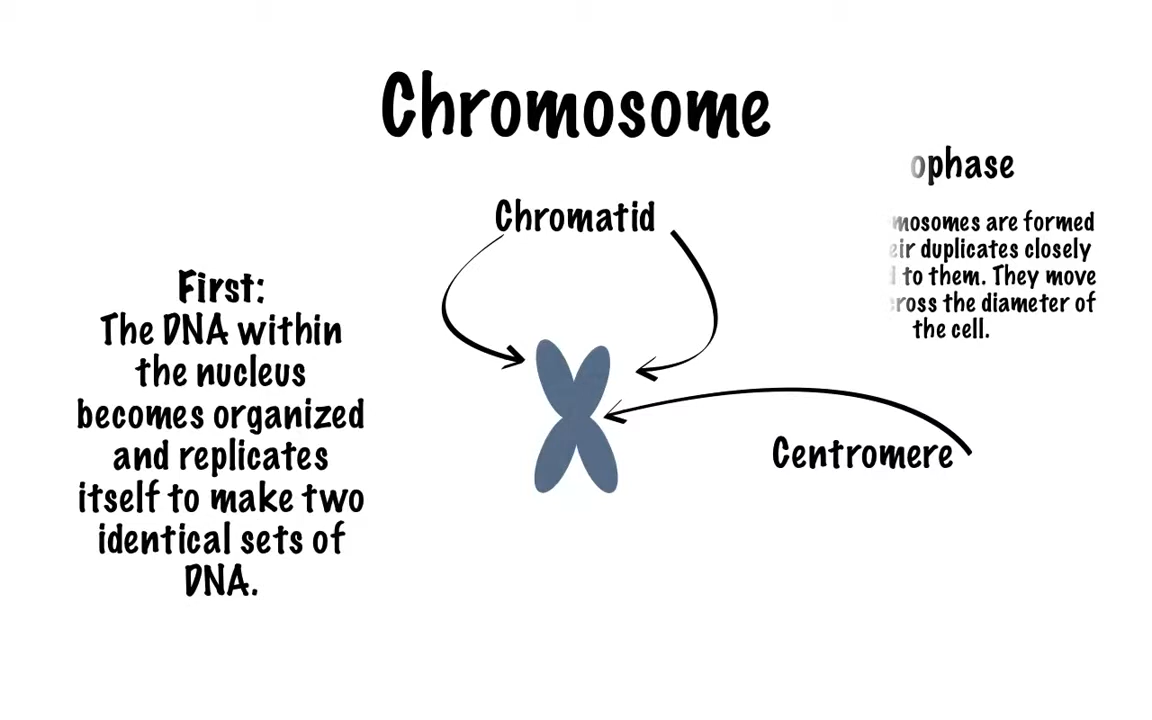 Chromosome
Chromatid
First:
The DNA within
the nucleus
becomes organized
and replicates
itself to make two
identical sets of
DNA.
Centromere
ophase
mosomes are formed
eir duplicates closely
to them. They move
ross the diameter of
the cell.